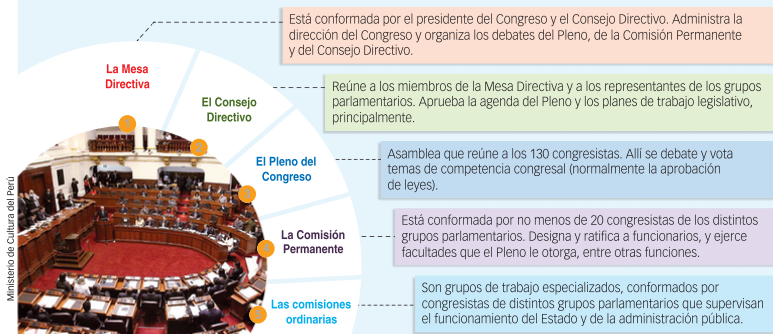 Está conformada por el presidente del Congreso y el Consejo Directivo. Administra la
dirección del Congreso y organiza los debates del Pleno, de la Comisión Permanente
y del Consejo Directivo.
La Mesa
Directiva
1
Reúne a los miembros de la Mesa Directiva y a los representantes de los grupos
parlamentarios. Aprueba la agenda del Pleno y los planes de trabajo legislativo,
principalmente.
El Consejo
Directivo
Asamblea que reúne a los 130 congresistas. Allí se debate y vota
temas de competencia congresal (normalmente la aprobación
de leyes).
El Pleno del
Congreso
Está conformada por no menos de 20 congresistas de los distintos
grupos parlamentarios. Designa y ratifica a funcionarios, y ejerce
facultades que el Pleno le otorga, entre otras funciones.
La Comisión
Permanente
Son grupos de trabajo especializados, conformados por
congresistas de distintos grupos parlamentarios que supervisan
el funcionamiento del Estado y de la administración pública.
Las comisiones
ordinarias
Ministerio de Cultura del Perú